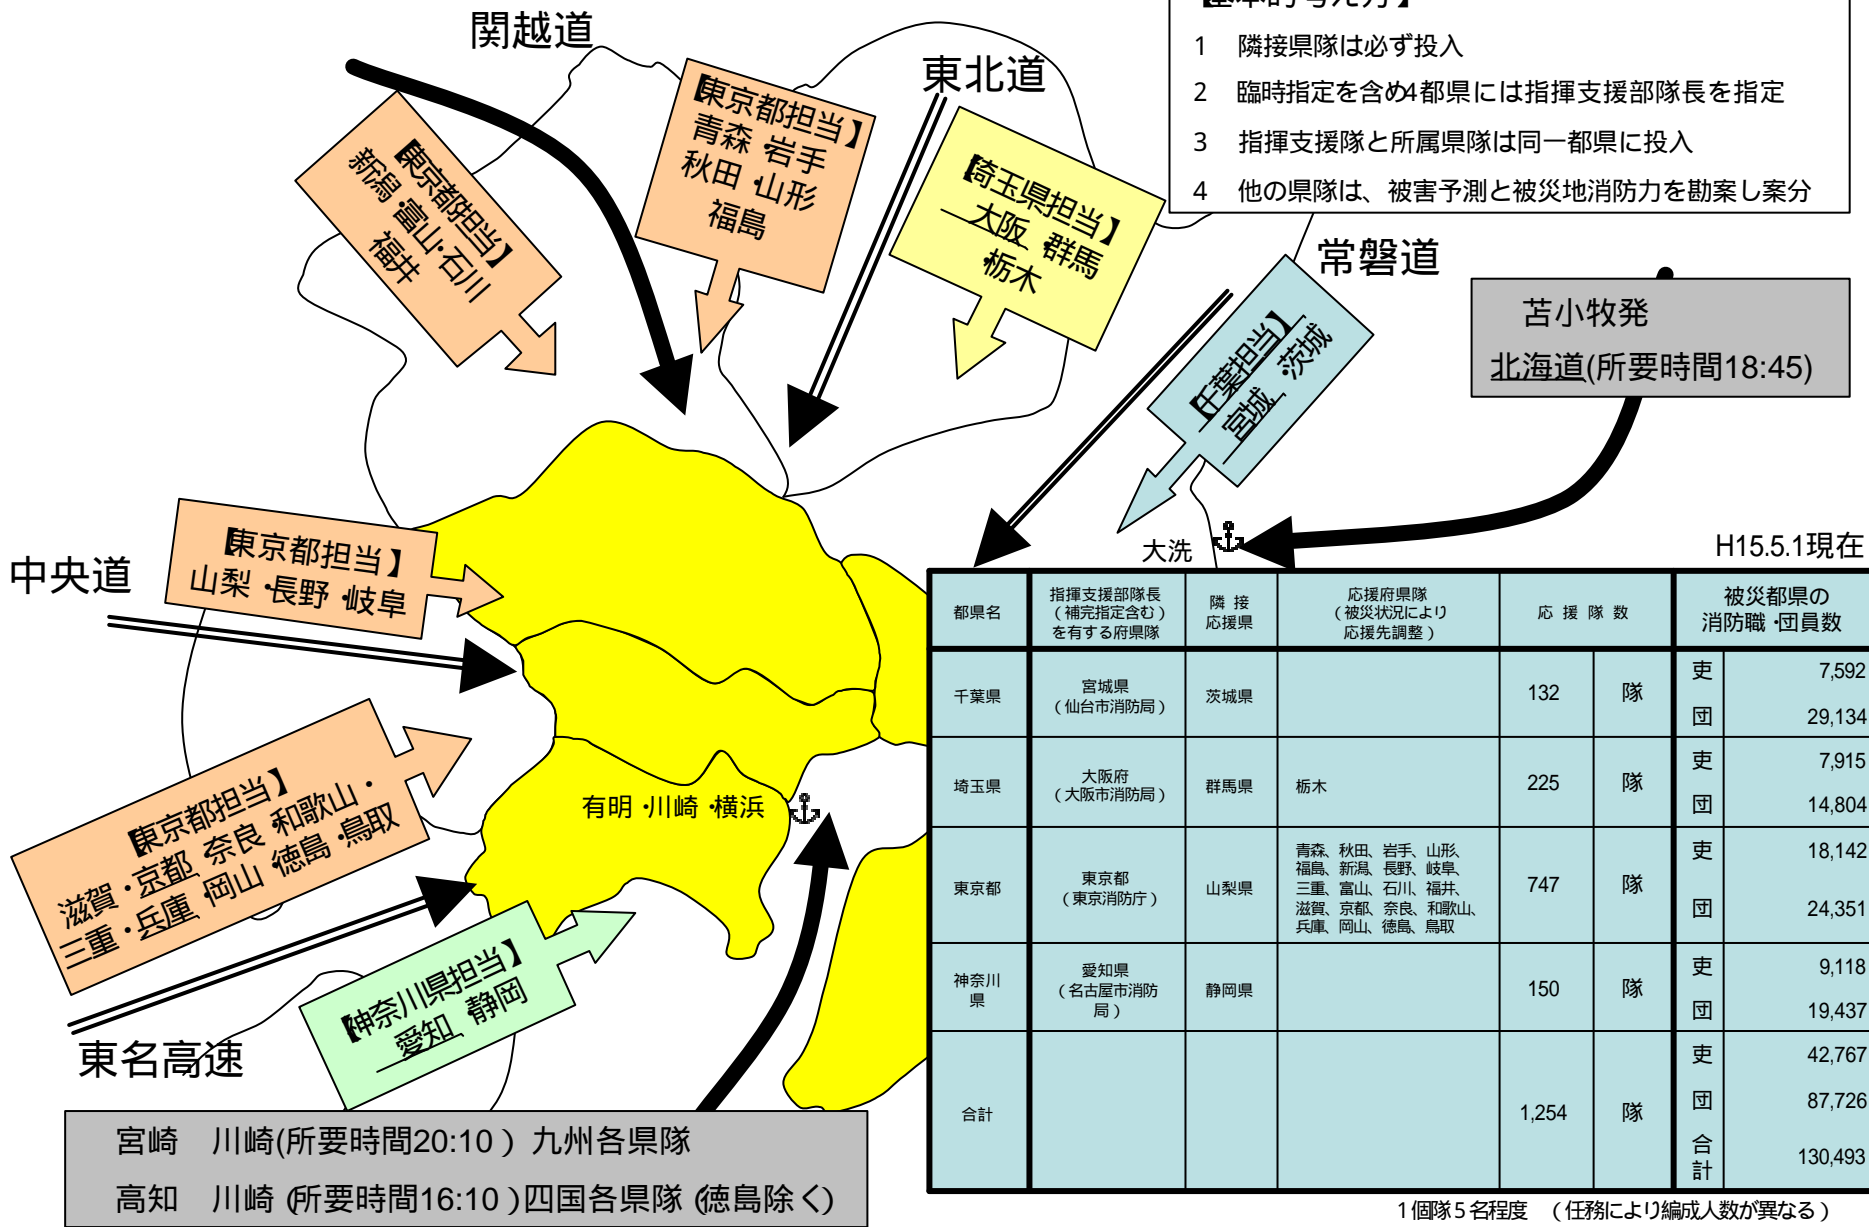 関越道
東北道
【基本的考え方】
1 隣接県隊は必ず投入
2 臨時指定を含め4都県には指揮支援部隊長を指定
3 指揮支援隊と所属県隊は同一都県に投入
4 他の県隊は、被害予測と被災地消防力を勘案し案分
【東京都担当】
新潟・富山・石川
福井
【東京都担当】
青森・岩手
秋田・山形
福島
【埼玉県担当】
大阪、群馬
・栃木
常磐道
【千葉担当】
宮城、・茨城
苫小牧発
北海道(所要時間18:45)
大洗
中央道
【東京都担当】
山梨・長野・岐阜
【東京都担当】
滋賀・京都、奈良・和歌山・
三重・兵庫、岡山・徳島・鳥取
有明・川崎・横浜
【神奈川県担当】
愛知、静岡
東名高速
宮崎 川崎(所要時間20:10)九州各県隊
高知 川崎(所要時間16:10)四国各県隊(徳島除く)
H15.5.1現在
都県名 指揮支援部隊長(補完指定含む)を有する府県隊 隣接応援県 応援府県隊(被災状況により応援先調整) 応援隊数 被災都県の消防職・団員数
千葉県 宮城県(仙台市消防局) 茨城県 132 隊 吏 7,592
団 29,134
埼玉県 大阪府(大阪市消防局) 群馬県 栃木 225 隊 吏 7,915
団 14,804
東京都 東京都(東京消防庁) 山梨県 青森、秋田、岩手、山形、福島、新潟、長野、岐阜、三重、富山、石川、福井、滋賀、京都、奈良、和歌山、兵庫、岡山、徳島、鳥取 747 隊 吏 18,142
団 24,351
神奈川県 愛知県(名古屋市消防局) 静岡県 150 隊 吏 9,118
団 19,437
合計 1,254 隊 吏 42,767
団 87,726
合計 130,493
1個隊5名程度 (任務により編成人数が異なる)